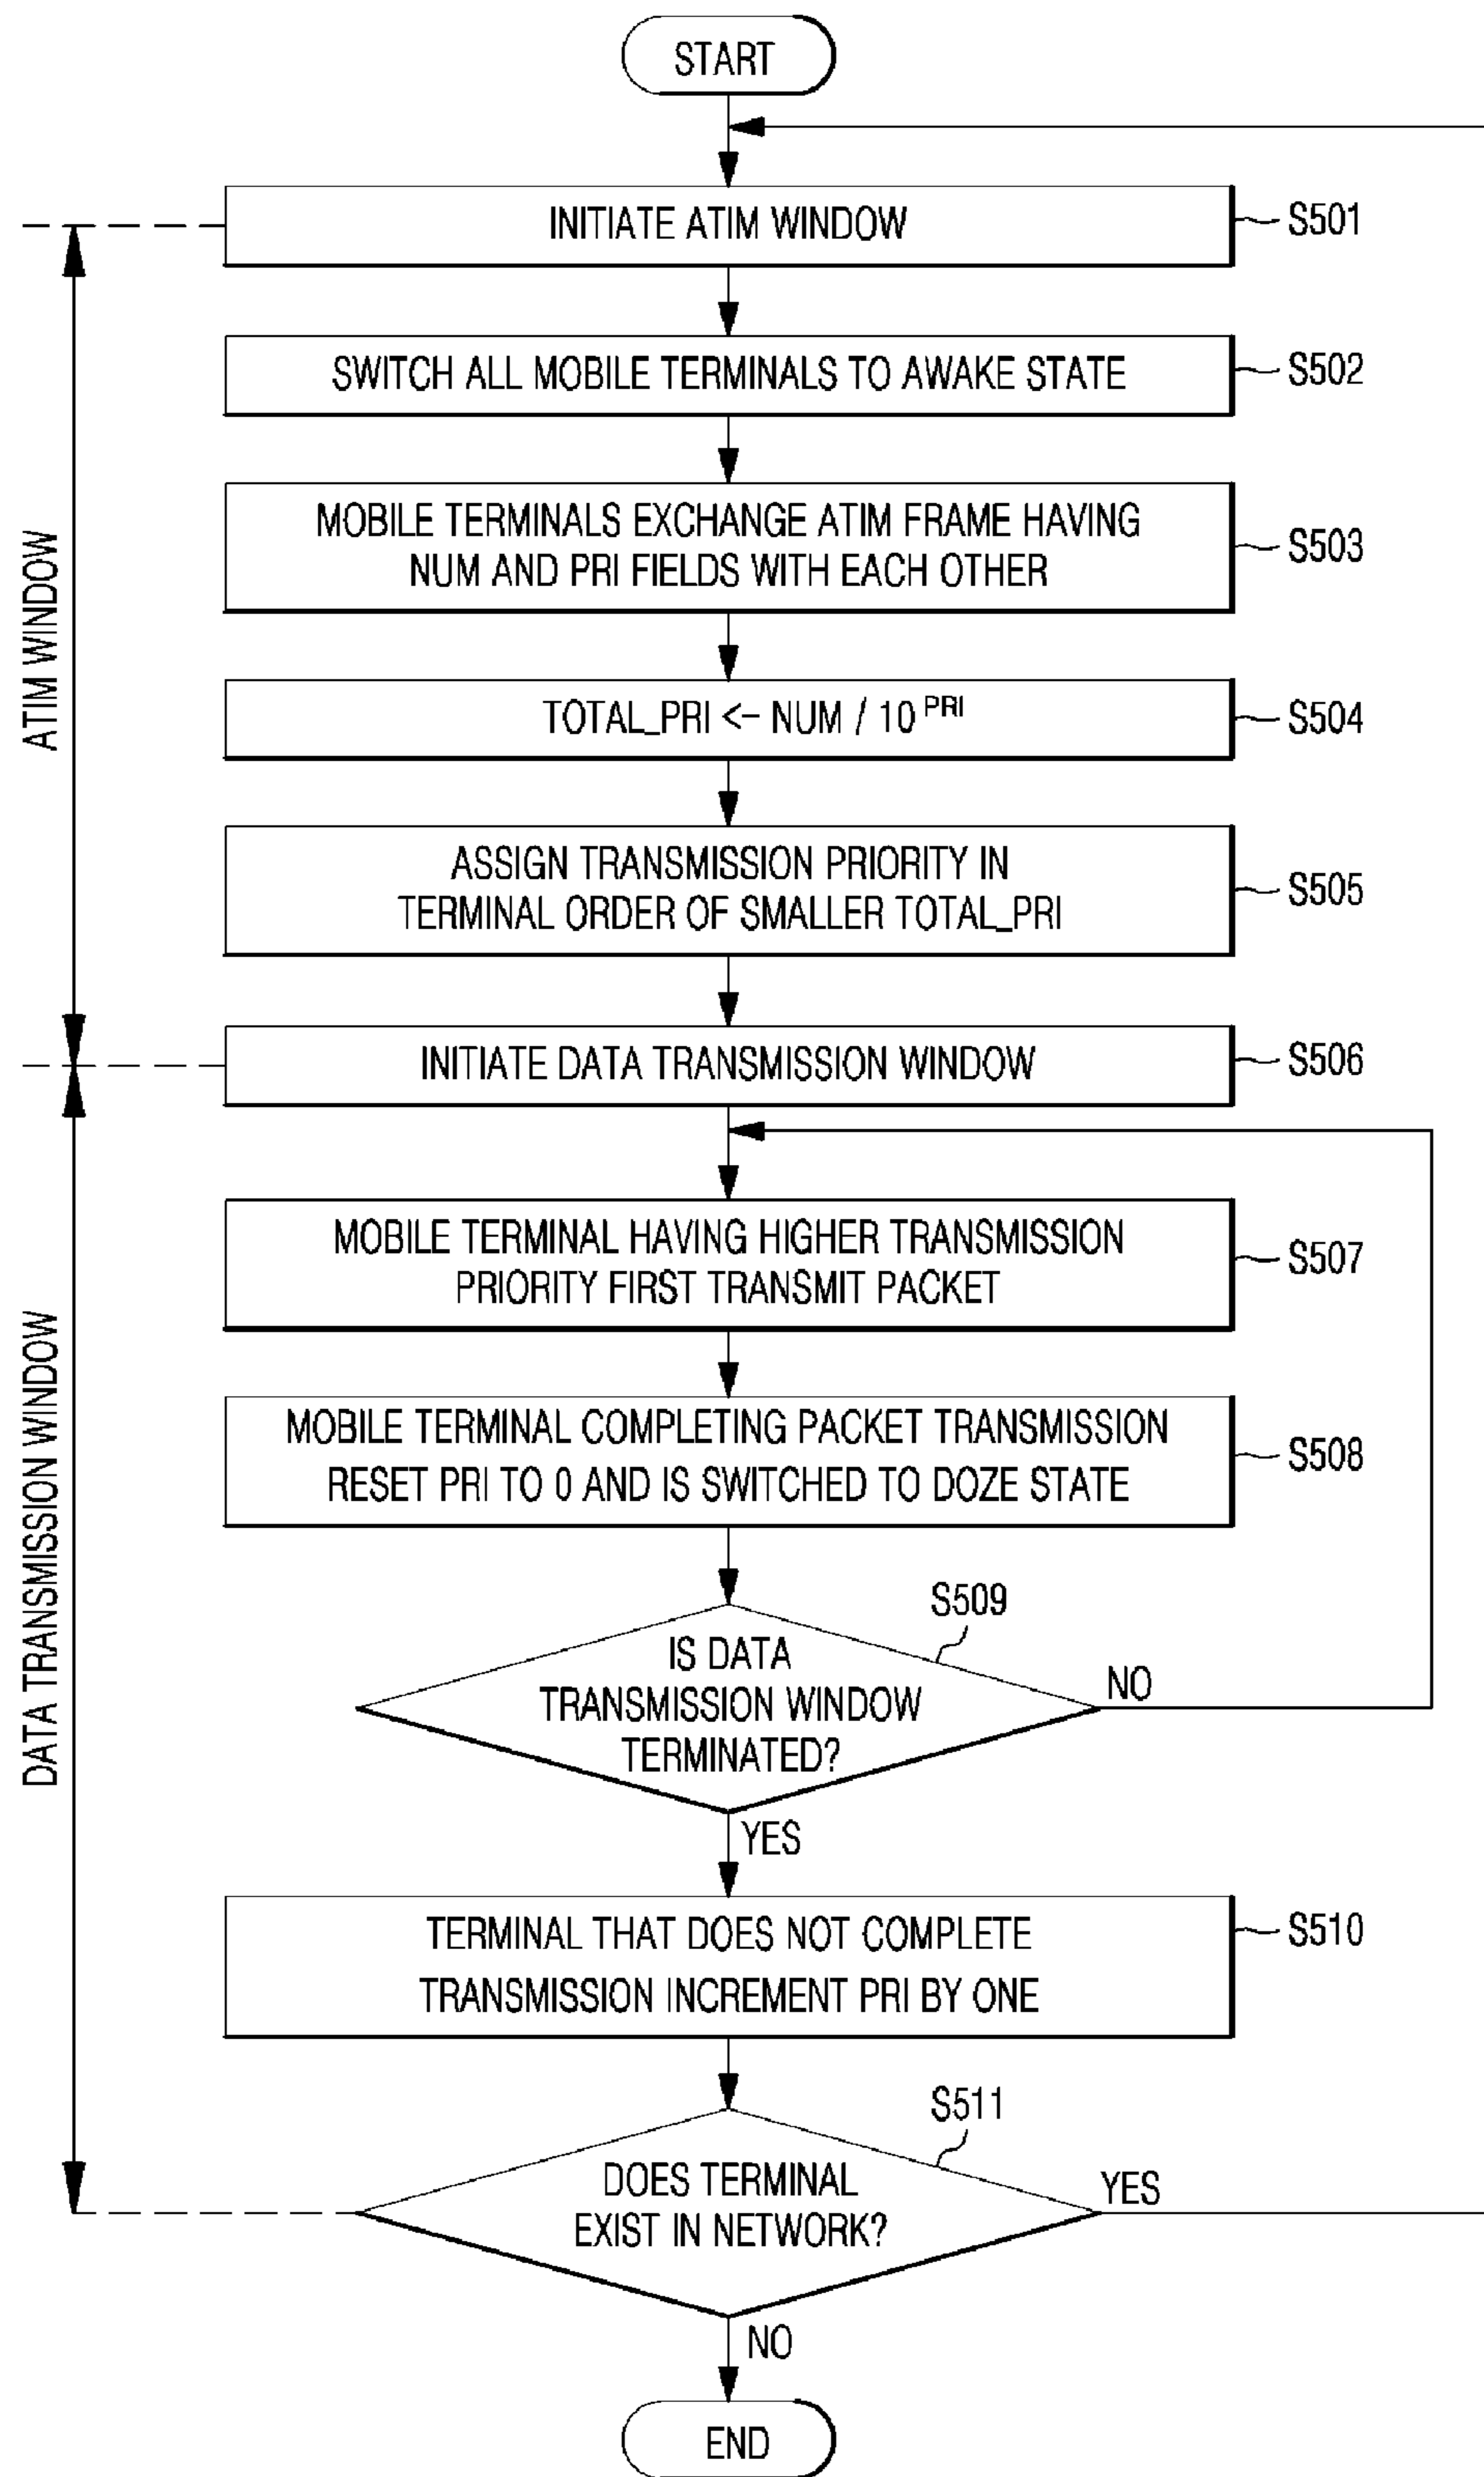 START
INITIATE ATIM WINDOW
S501
SWITCH ALL MOBILE TERMINALS TO AWAKE STATE
S502
MOBILE TERMINALS EXCHANGE ATIM FRAME HAVING
NUM AND PRI FIELDS WITH EACH OTHER
S503
ATIM WINDOW
TOTAL_PRI <- NUM / 10 PRI
S504
ASSIGN TRANSMISSION PRIORITY IN
TERMINAL ORDER OF SMALLER TOTAL_PRI
S505
INITIATE DATA TRANSMISSION WINDOW
S506
MOBILE TERMINAL HAVING HIGHER TRANSMISSION
PRIORITY FIRST TRANSMIT PACKET
S507
DATA TRANSMISSION WINDOW
MOBILE TERMINAL COMPLETING PACKET TRANSMISSION
RESET PRI TO 0 AND IS SWITCHED TO DOZE STATE
S508
S509
IS DATA
TRANSMISSION WINDOW
TERMINATED?
NO
YES
TERMINAL THAT DOES NOT COMPLETE
TRANSMISSION INCREMENT PRI BY ONE
S510
S511
DOES TERMINAL
EXIST IN NETWORK?
YES
NO
END